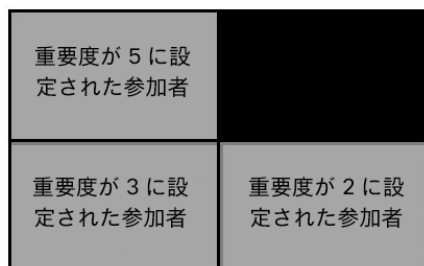 重要度が 5 に設
定された参加者
重要度が 3 に設
定された参加者
重要度が 2 に設
定された参加者